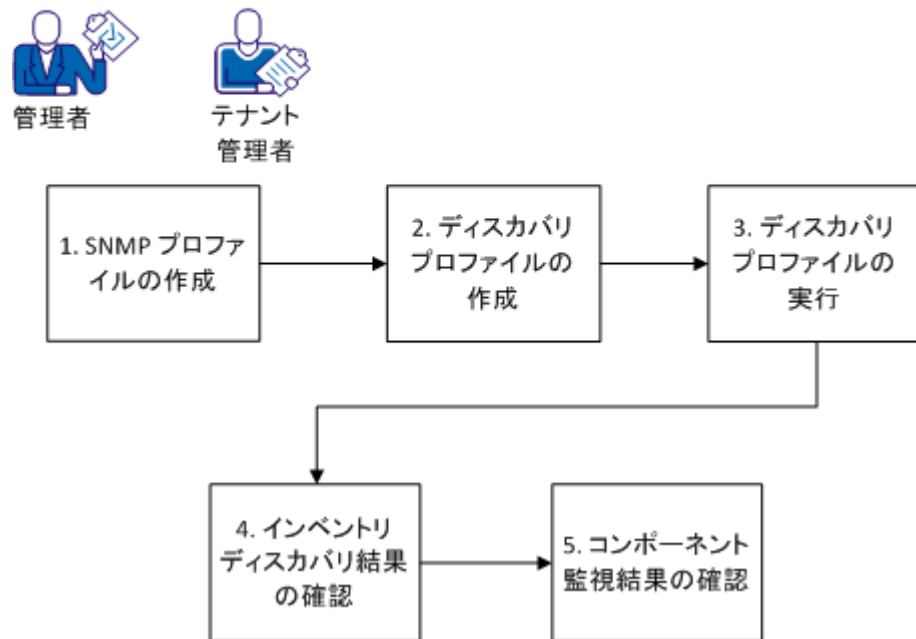 管理者
テナント
管理者
1. SNMP プロファ
イルの作成
2. ディスカバリ
プロファイルの
作成
3. ディスカバリ
プロファイルの
実行
4. インベントリ
ディスカバリ結果
の確認
5. コンポーネント
監視結果の確認